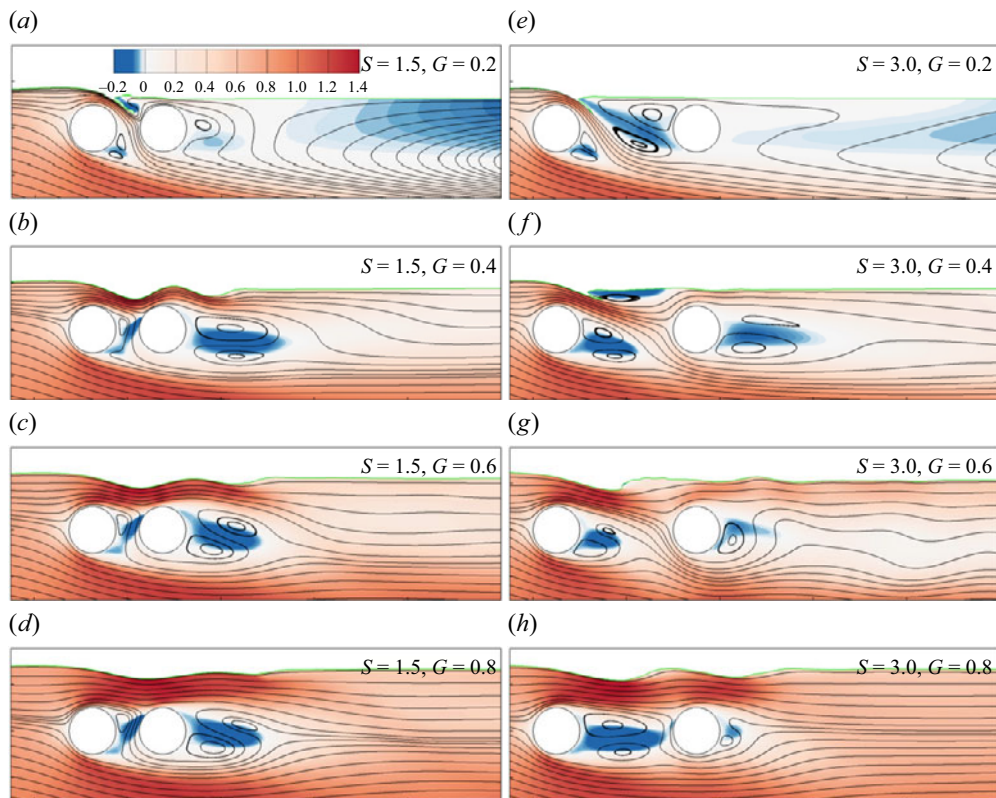 (a)
(e)
S = 1.5, G = 0.2
S = 3.0, G = 0.2
−0.2 0 0.2 0.4 0.6 0.8 1.0 1.2 1.4
(b)
(f)
S = 1.5, G = 0.4
S = 3.0, G = 0.4
(c)
(g)
S = 1.5, G = 0.6
S = 3.0, G = 0.6
(d)
(h)
S = 1.5, G = 0.8
S = 3.0, G = 0.8